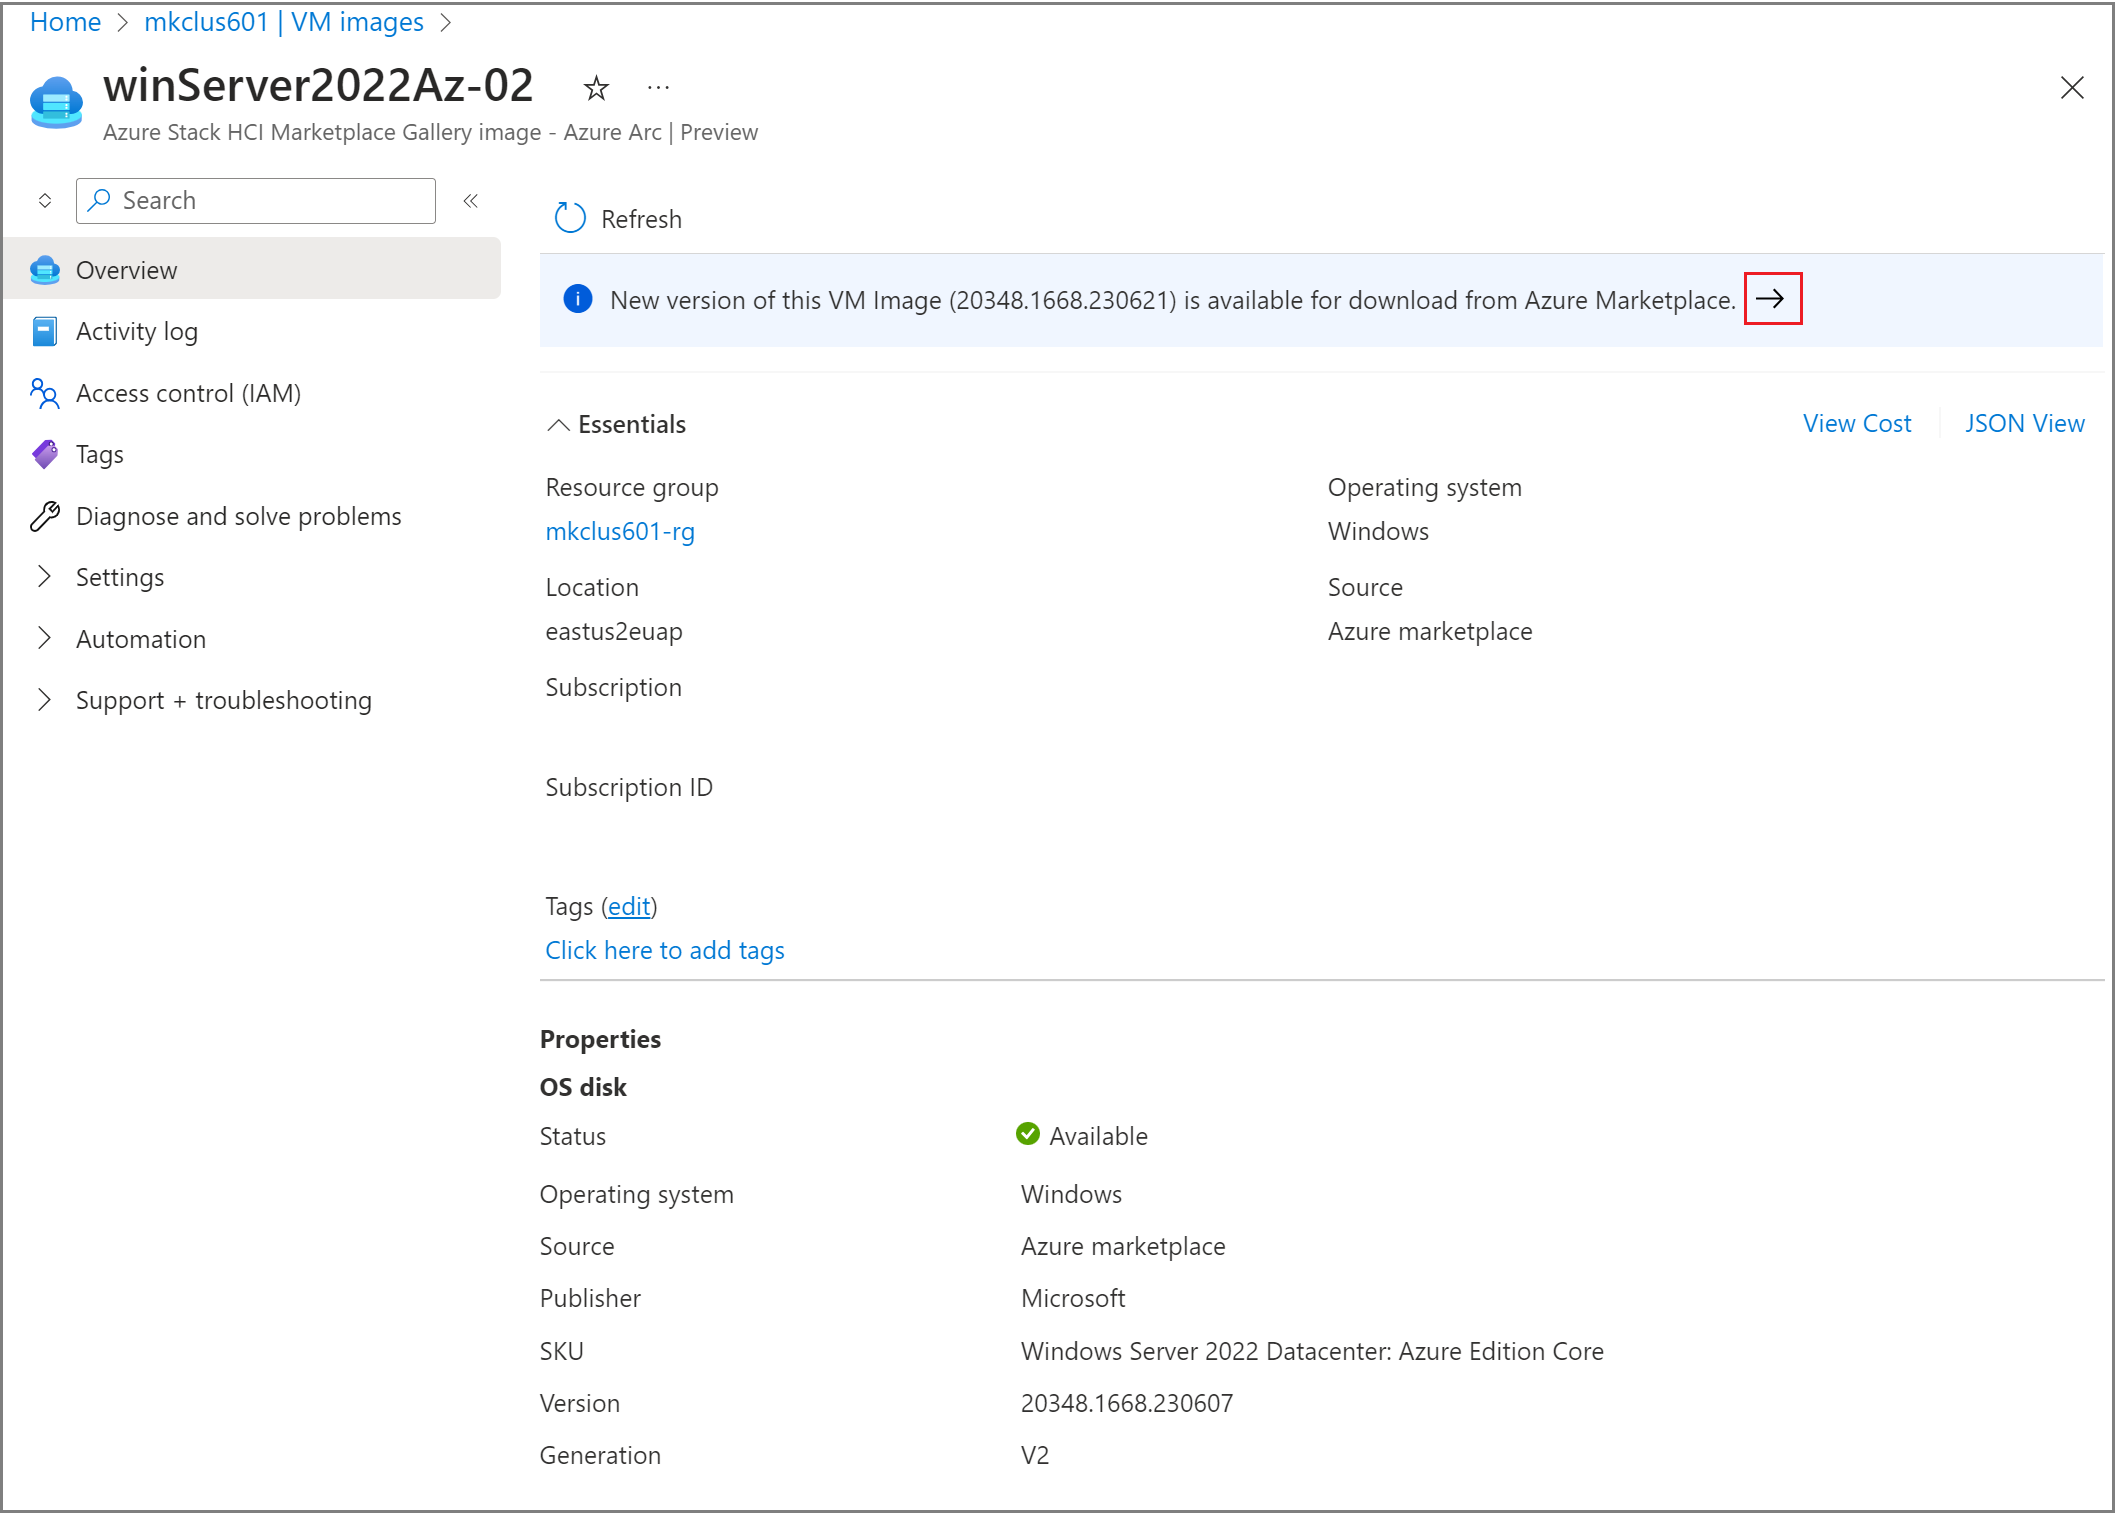 Home > mkclus601 | VM images >
winServer2022Az-02 ...
Azure Stack HCI Marketplace Gallery image - Azure Arc | Preview
Search
Overview
Activity log
Access control (IAM)
Tags
Diagnose and solve problems
Settings
Automation
Support + troubleshooting
Refresh
New version of this VM Image (20348.1668.230621) is available for download from Azure Marketplace. →
Essentials
View Cost
JSON View
Resource group
mkclus601-rg
Location
eastus2euap
Subscription
Subscription ID
Operating system
Windows
Source
Azure marketplace
Tags (edit)
Click here to add tags
Properties
OS disk
Status Available
Operating system Windows
Source Azure marketplace
Publisher Microsoft
SKU Windows Server 2022 Datacenter: Azure Edition Core
Version 20348.1668.230607
Generation V2